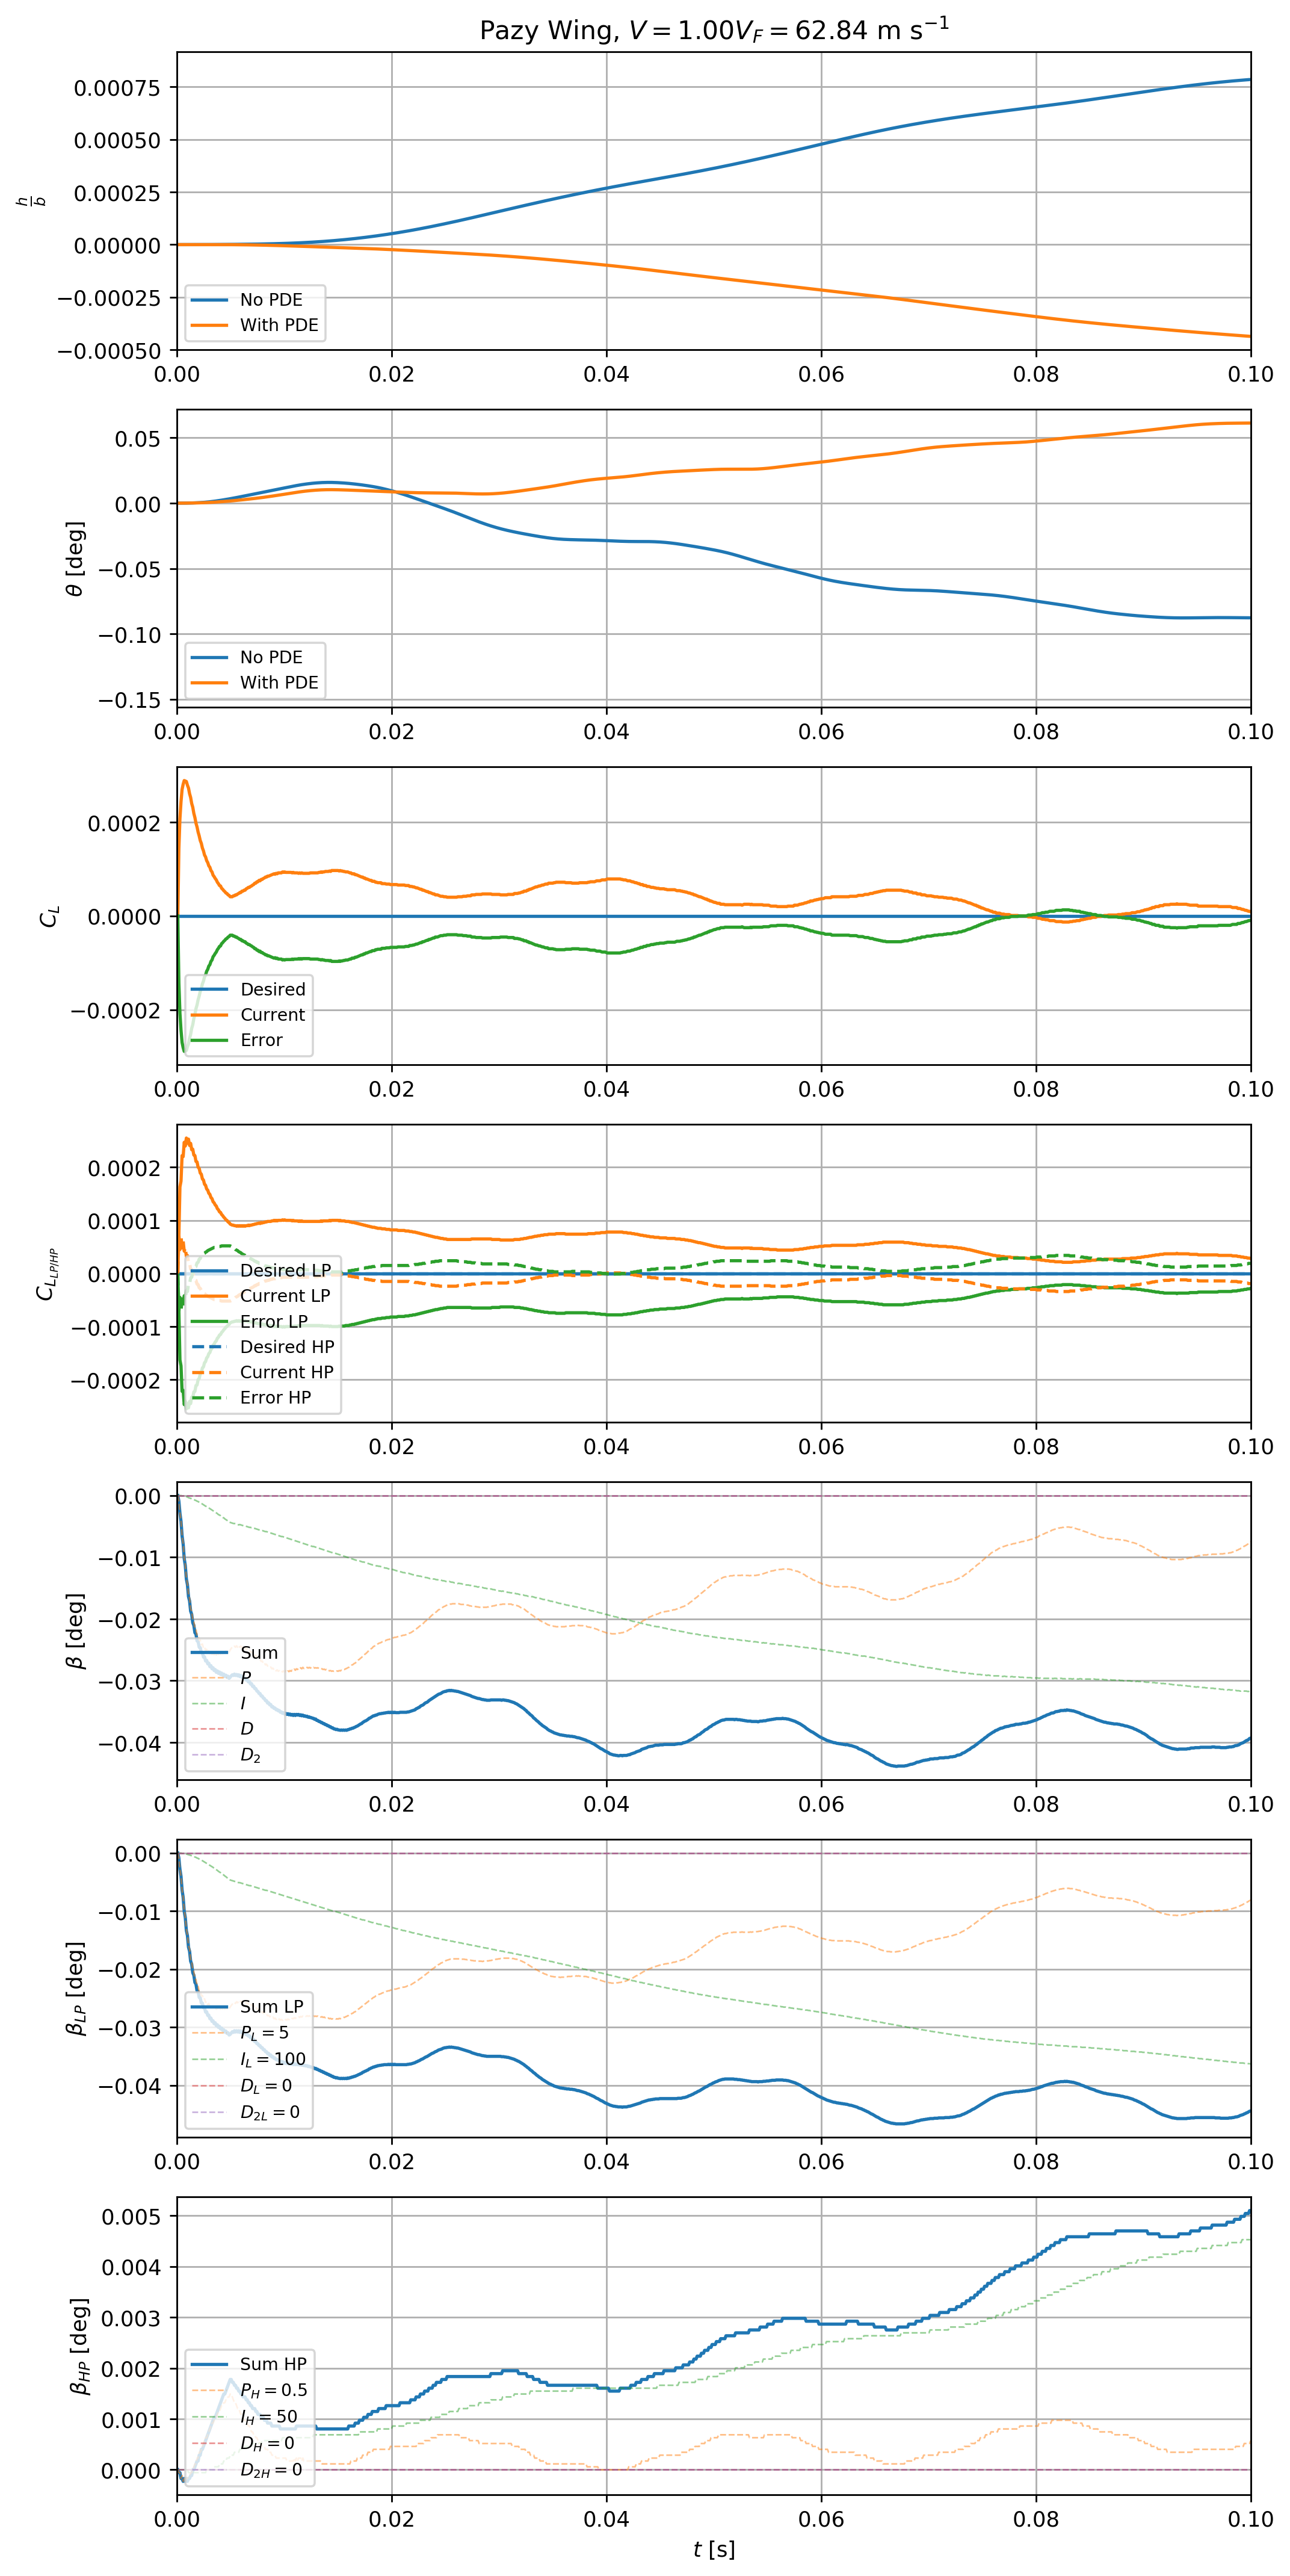 Pazy Wing, V = 1.00V_F = 62.84 m s⁻¹
0.00075
0.00050
0.00025
0.00000
−0.00025
−0.00050
h/b
No PDE
With PDE
0.00 0.02 0.04 0.06 0.08 0.10
0.05
0.00
−0.05
−0.10
−0.15
θ [deg]
No PDE
With PDE
0.00 0.02 0.04 0.06 0.08 0.10
0.0002
0.0000
−0.0002
C_L
Desired
Current
Error
0.00 0.02 0.04 0.06 0.08 0.10
0.0002
0.0001
0.0000
−0.0001
−0.0002
C_L_LP/HP
Desired LP
Current LP
Error LP
Desired HP
Current HP
Error HP
0.00 0.02 0.04 0.06 0.08 0.10
0.00
−0.01
−0.02
−0.03
−0.04
β [deg]
Sum
P
I
D
D₂
0.00 0.02 0.04 0.06 0.08 0.10
0.00
−0.01
−0.02
−0.03
−0.04
β_LP [deg]
Sum LP
P_L = 5
I_L = 100
D_L = 0
D_2L = 0
0.00 0.02 0.04 0.06 0.08 0.10
0.005
0.004
0.003
0.002
0.001
0.000
β_HP [deg]
Sum HP
P_H = 0.5
I_H = 50
D_H = 0
D_2H = 0
0.00 0.02 0.04 0.06 0.08 0.10
t [s]